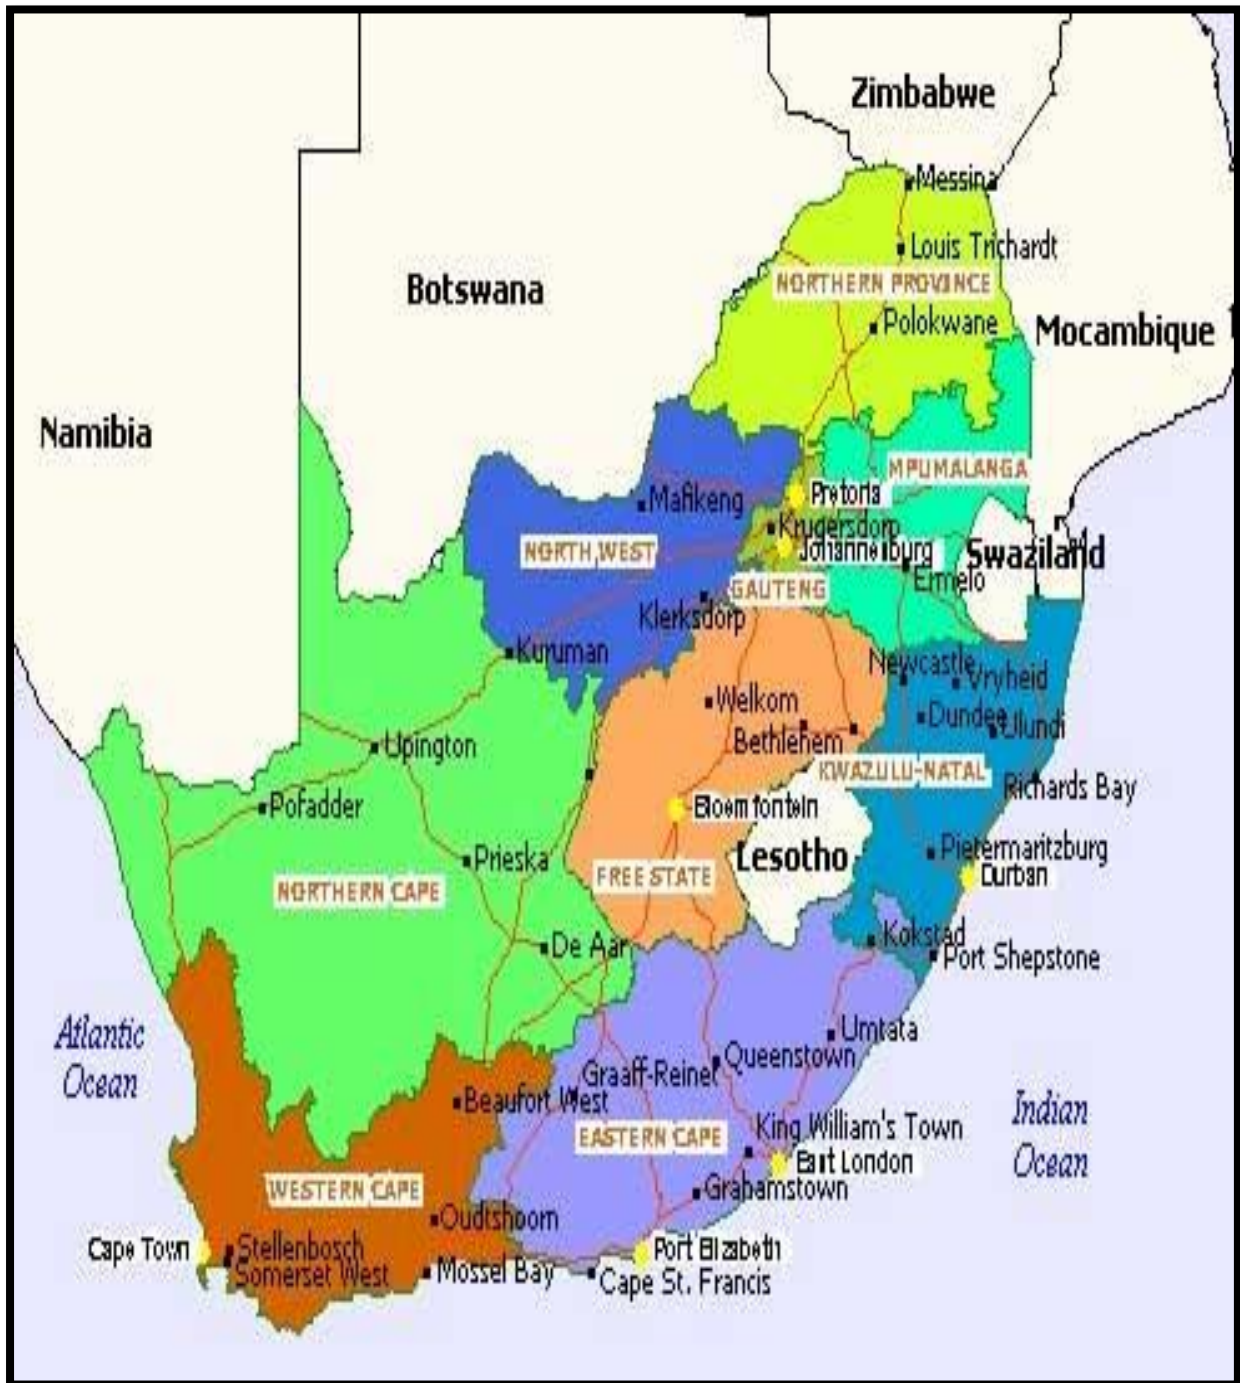 Zimbabwe
Messina
Louis Trichardt
Botswana
NORTHERN PROVINCE
Polokwane
Mocambique
Namibia
MPUMALANGA
Pretoria
Mafikeng
Krugersdorp
NORTH WEST
Johannesburg
Swaziland
Ermelo
GAUTENG
Klerksdorp
Kuruman
Newcastle
Vryheid
Welkom
Dundee
Ulundi
Bethlehem
Upington
KWAZULU-NATAL
Richards Bay
Pofadder
Bloemfontein
Pietermaritzburg
Lesotho
Prieska
Durban
FREE STATE
NORTHERN CAPE
Kokstad
De Aar
Port Shepstone
Atlantic
Ocean
Umtata
Queenstown
Graaff-Reinet
Beaufort West
Indian
Ocean
King William's Town
EASTERN CAPE
East London
WESTERN CAPE
Grahamstown
Oudtshoorn
Cape Town
Stellenbosch
Port Elizabeth
Somerset West
Mossel Bay
Cape St. Francis